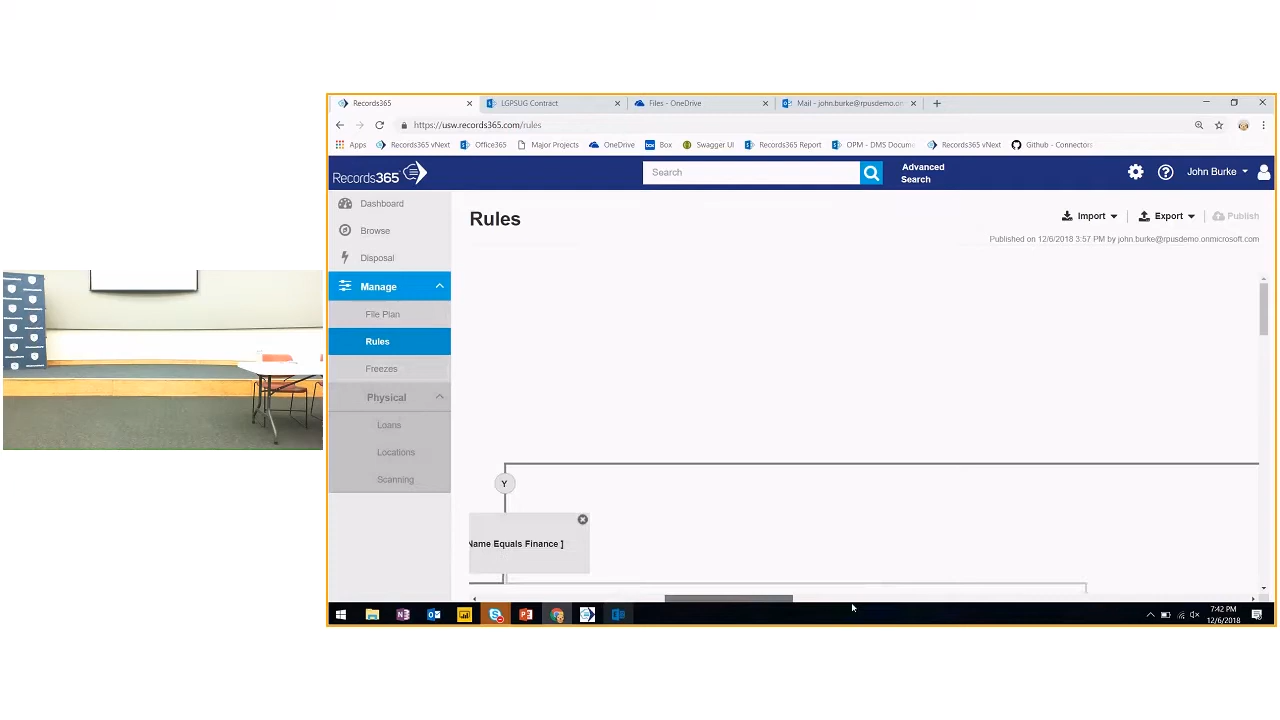 Records365
LGPSUG Contract
Files - OneDrive
Mail - john.burke@rpusdemo.on
https://usw.records365.com/rules
Apps
Records365 vNext
Office365
Major Projects
OneDrive
Box
Swagger UI
Records365 Report
OPM - DMS Docum
Records365 vNext
Github - Connector
Records365
Search
Advanced
Search
John Burke
Dashboard
Browse
Disposal
Manage
File Plan
Rules
Freezes
Physical
Loans
Locations
Scanning
Rules
Import
Export
Publish
Published on 12/6/2018 3:57 PM by john.burke@rpusdemo.onmicrosoft.com
Y
Name Equals Finance ]
7:42 PM
12/6/2018